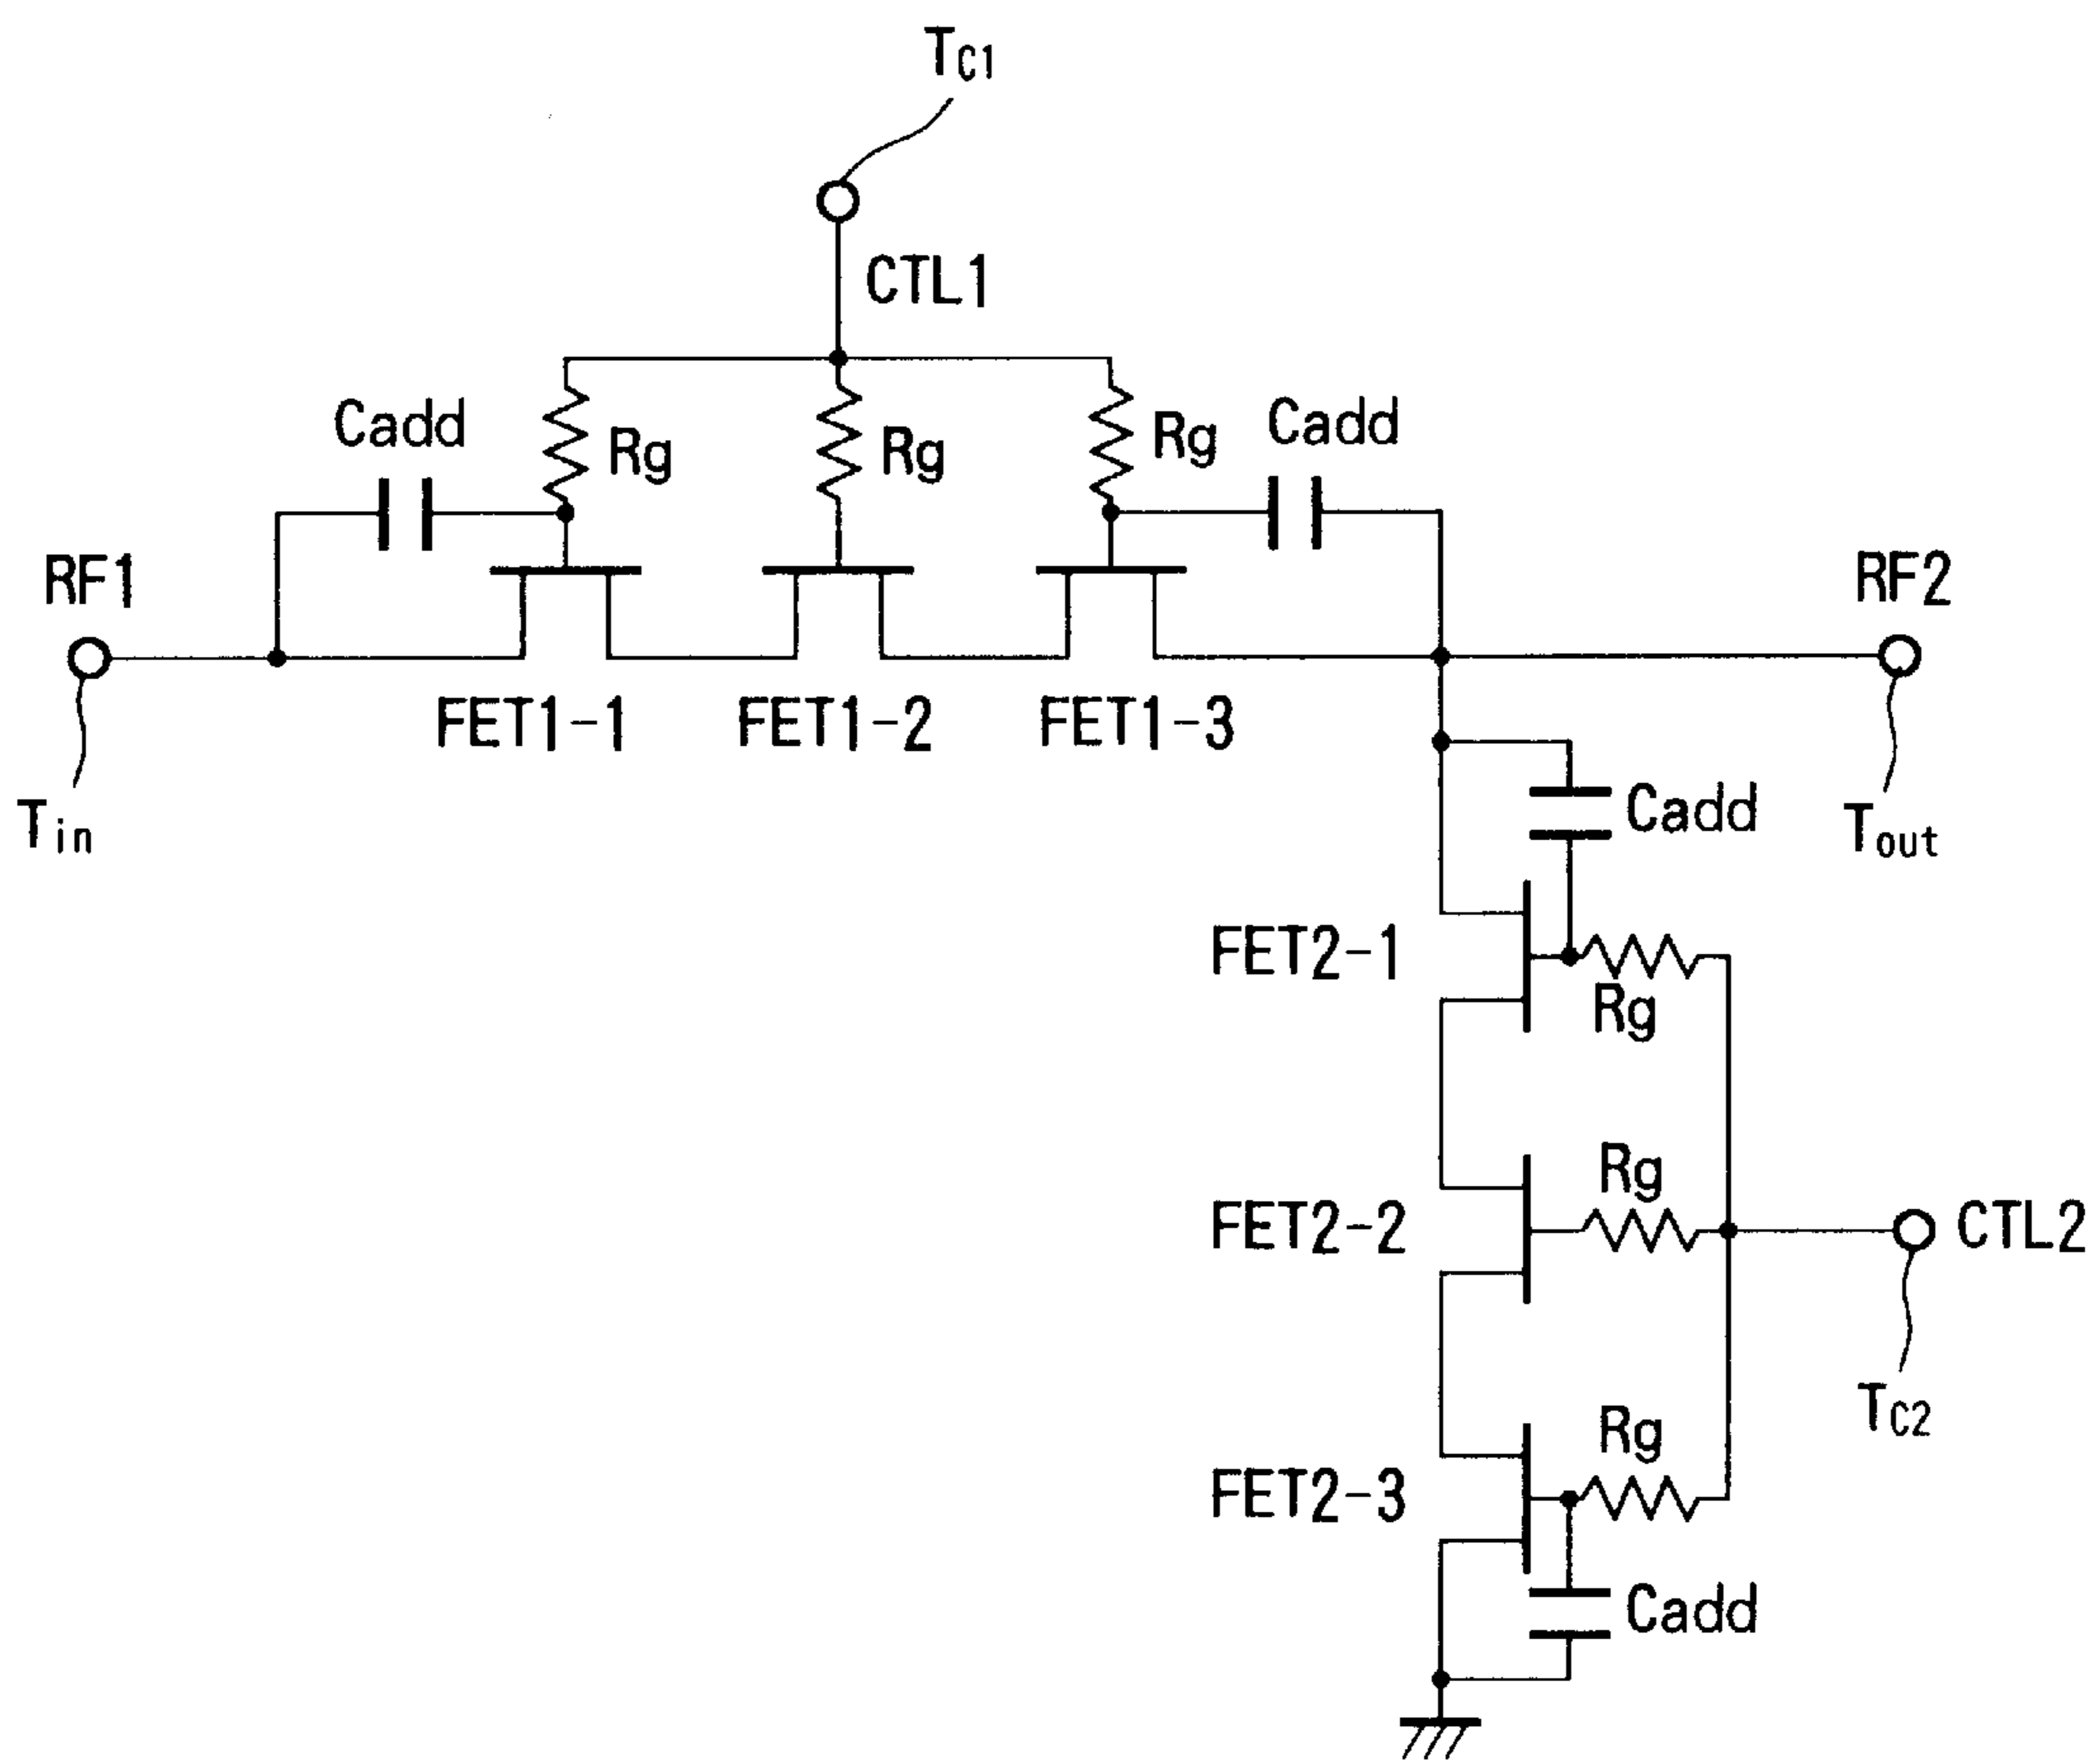 TC1
CTL1
Cadd
Rg
Rg
Rg
Cadd
RF1
RF2
FET1-1
FET1-2
FET1-3
Tin
Cadd
Tout
FET2-1
Rg
Rg
FET2-2
CTL2
TC2
Rg
FET2-3
Cadd